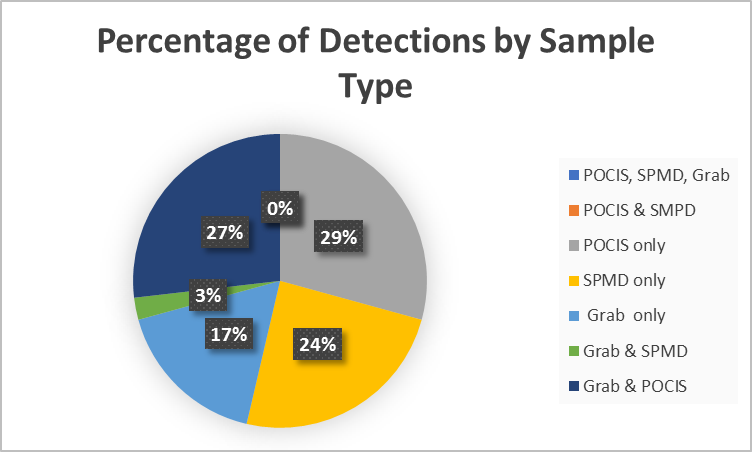 Percentage of Detections by Sample
Type
0%
29%
27%
3%
17%
24%
POCIS, SPMD, Grab
POCIS & SMPD
POCIS only
SPMD only
Grab only
Grab & SPMD
Grab & POCIS